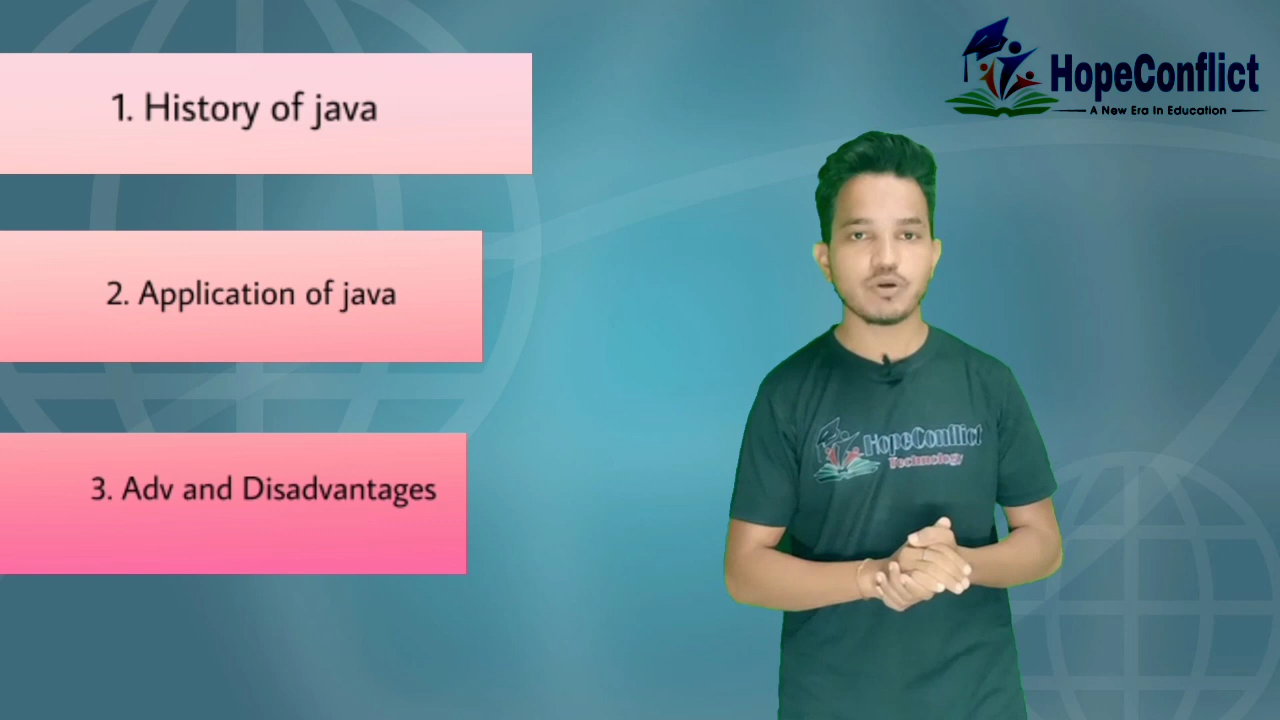 1. History of java
2. Application of java
3. Adv and Disadvantages
HopeConflict
A New Era In Education
HopeConflict
Technology